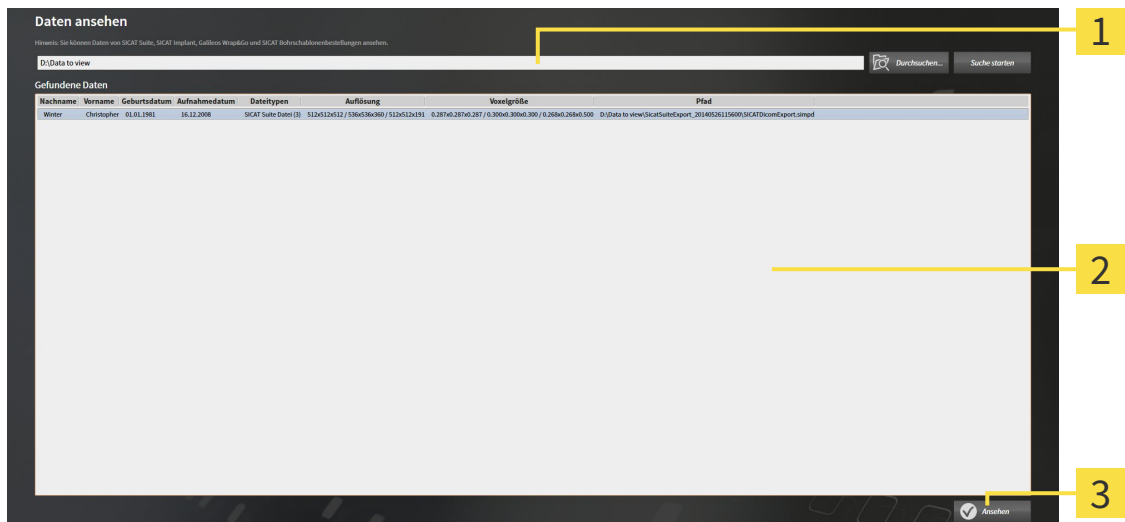 Daten ansehen
1
Hinweis: Sie können Daten von SICAT Suite, SICAT Implant, Galileos Wrap&Go und SICAT Bohrschablonenbestellungen ansehen.
D:\Data to view Durchsuchen... Suche starten
Gefundene Daten
Nachname Vorname Geburtsdatum Aufnahmedatum Dateitypen Auflösung Voxelgröße Pfad
Winter Christopher 01.01.1981 16.12.2008 SICAT Suite Datei (3) 512x512x512 / 536x536x360 / 512x512x191 0.287x0.287x0.287 / 0.300x0.300x0.300 / 0.268x0.268x0.500 D:\Data to view\SicatSuiteExport_20140526115600\SICATDicomExport.simpd
2
3
Ansehen